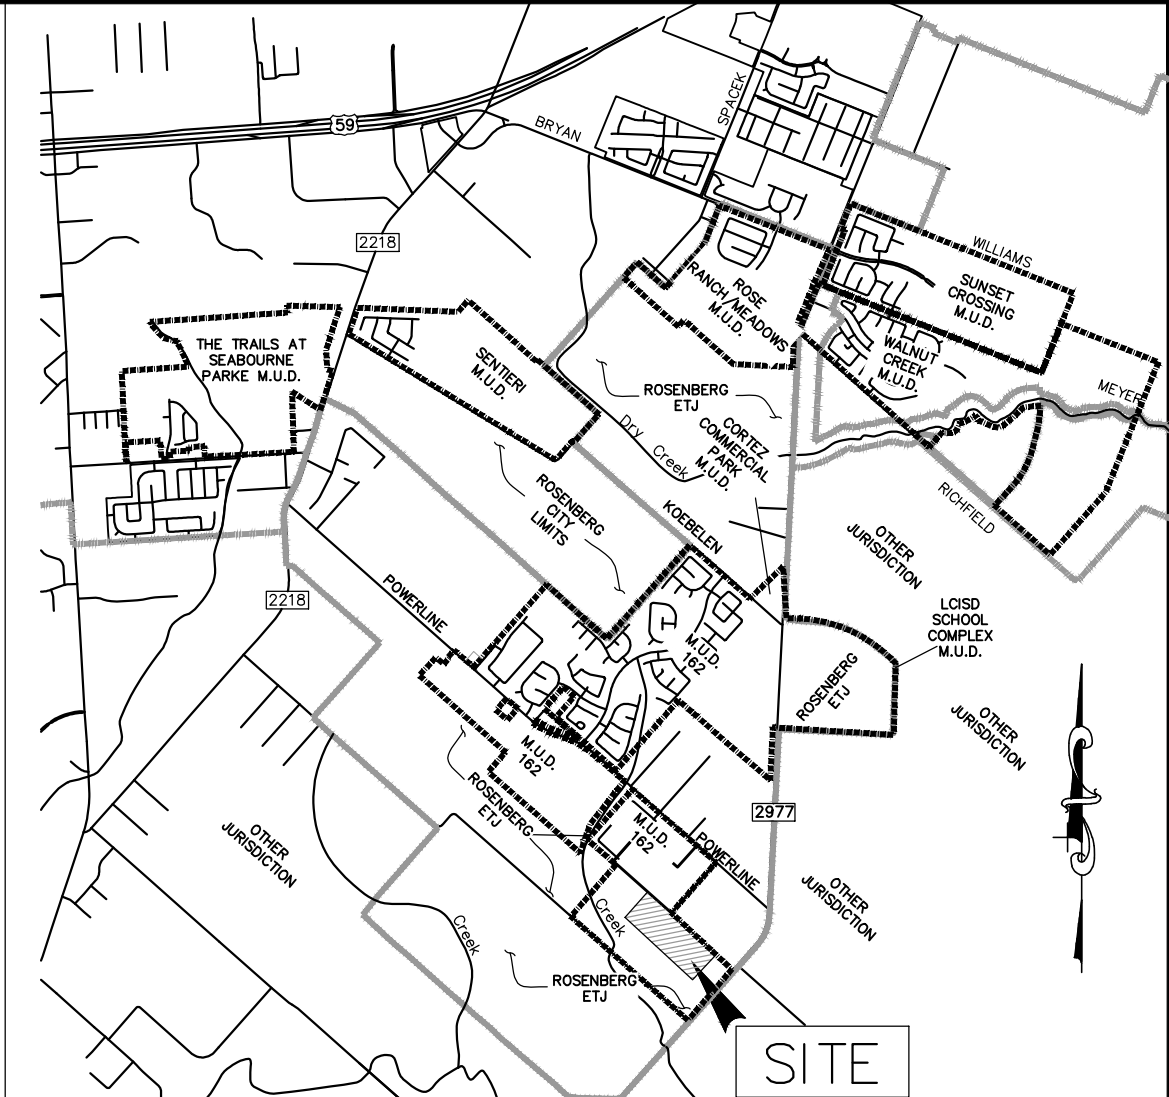 59
BRYAN
SPACEK
2218
WILLIAMS
ROSE
RANCH/MEADOWS
M.U.D.
SUNSET
CROSSING
M.U.D.
THE TRAILS AT
SEABOURNE
PARKE M.U.D.
SENTIERI
M.U.D.
WALNUT
CREEK
M.U.D.
MEYER
ROSENBERG
ETJ
Dry Creek
CORTEZ
COMMERCIAL
PARK
M.U.D.
ROSENBERG
CITY
LIMITS
KOEBELEN
RICHFIELD
OTHER
JURISDICTION
2218
POWERLINE
LCISD
SCHOOL
COMPLEX
M.U.D.
M.U.D.
162
ROSENBERG
ETJ
OTHER
JURISDICTION
M.U.D.
162
ROSENBERG
ETJ
2977
M.U.D.
162
POWERLINE
OTHER
JURISDICTION
OTHER
JURISDICTION
Creek
Creek
ROSENBERG
ETJ
SITE